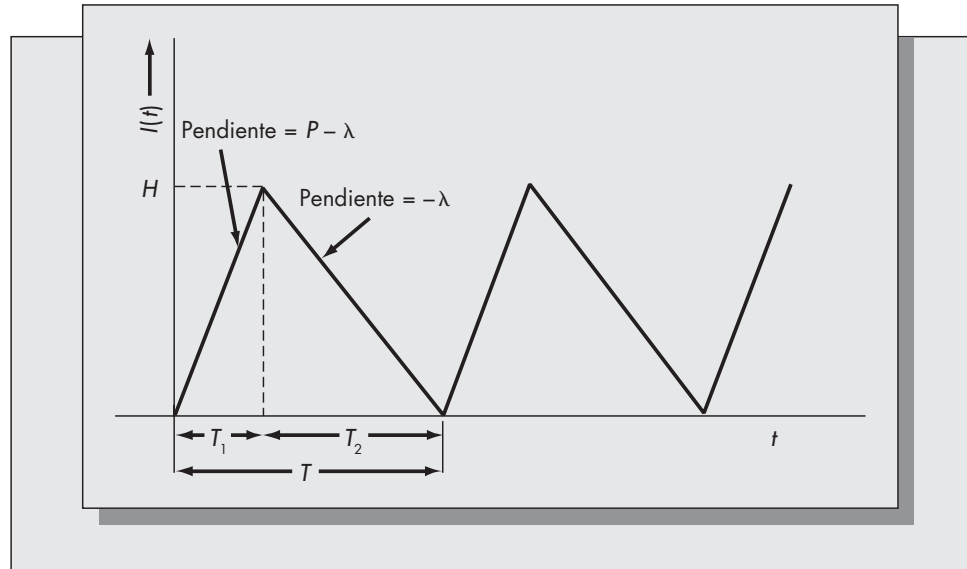 I(t)
Pendiente = P – λ
H
Pendiente = – λ
T₁
T₂
t
T